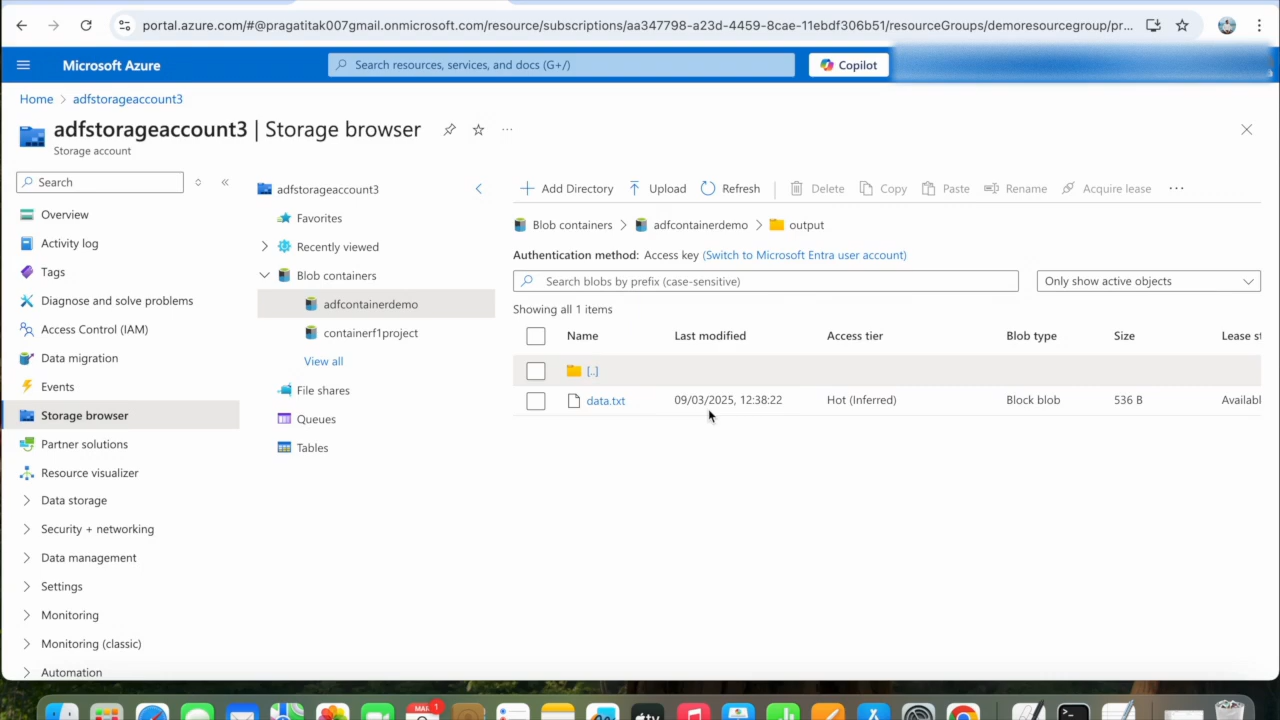 portal.azure.com/#@pragatitak007gmail.onmicrosoft.com/resource/subscriptions/aa347798-a23d-4459-8cae-11ebdf306b51/resourceGroups/demoresourcegroup/pr...
Microsoft Azure
Search resources, services, and docs (G+/)
Copilot
Home > adfstorageaccount3
adfstorageaccount3 | Storage browser
Storage account
Search
Overview
Activity log
Tags
Diagnose and solve problems
Access Control (IAM)
Data migration
Events
Storage browser
Partner solutions
Resource visualizer
Data storage
Security + networking
Data management
Settings
Monitoring
Monitoring (classic)
Automation
adfstorageaccount3
Favorites
Recently viewed
Blob containers
adfcontainerdemo
containerf1project
View all
File shares
Queues
Tables
Add Directory Upload Refresh Delete Copy Paste Rename Acquire lease ...
Blob containers > adfcontainerdemo > output
Authentication method: Access key (Switch to Microsoft Entra user account)
Search blobs by prefix (case-sensitive) Only show active objects
Showing all 1 items
Name Last modified Access tier Blob type Size Lease st
[..]
data.txt 09/03/2025, 12:38:22 Hot (Inferred) Block blob 536 B Availabl
MAR 1
tv